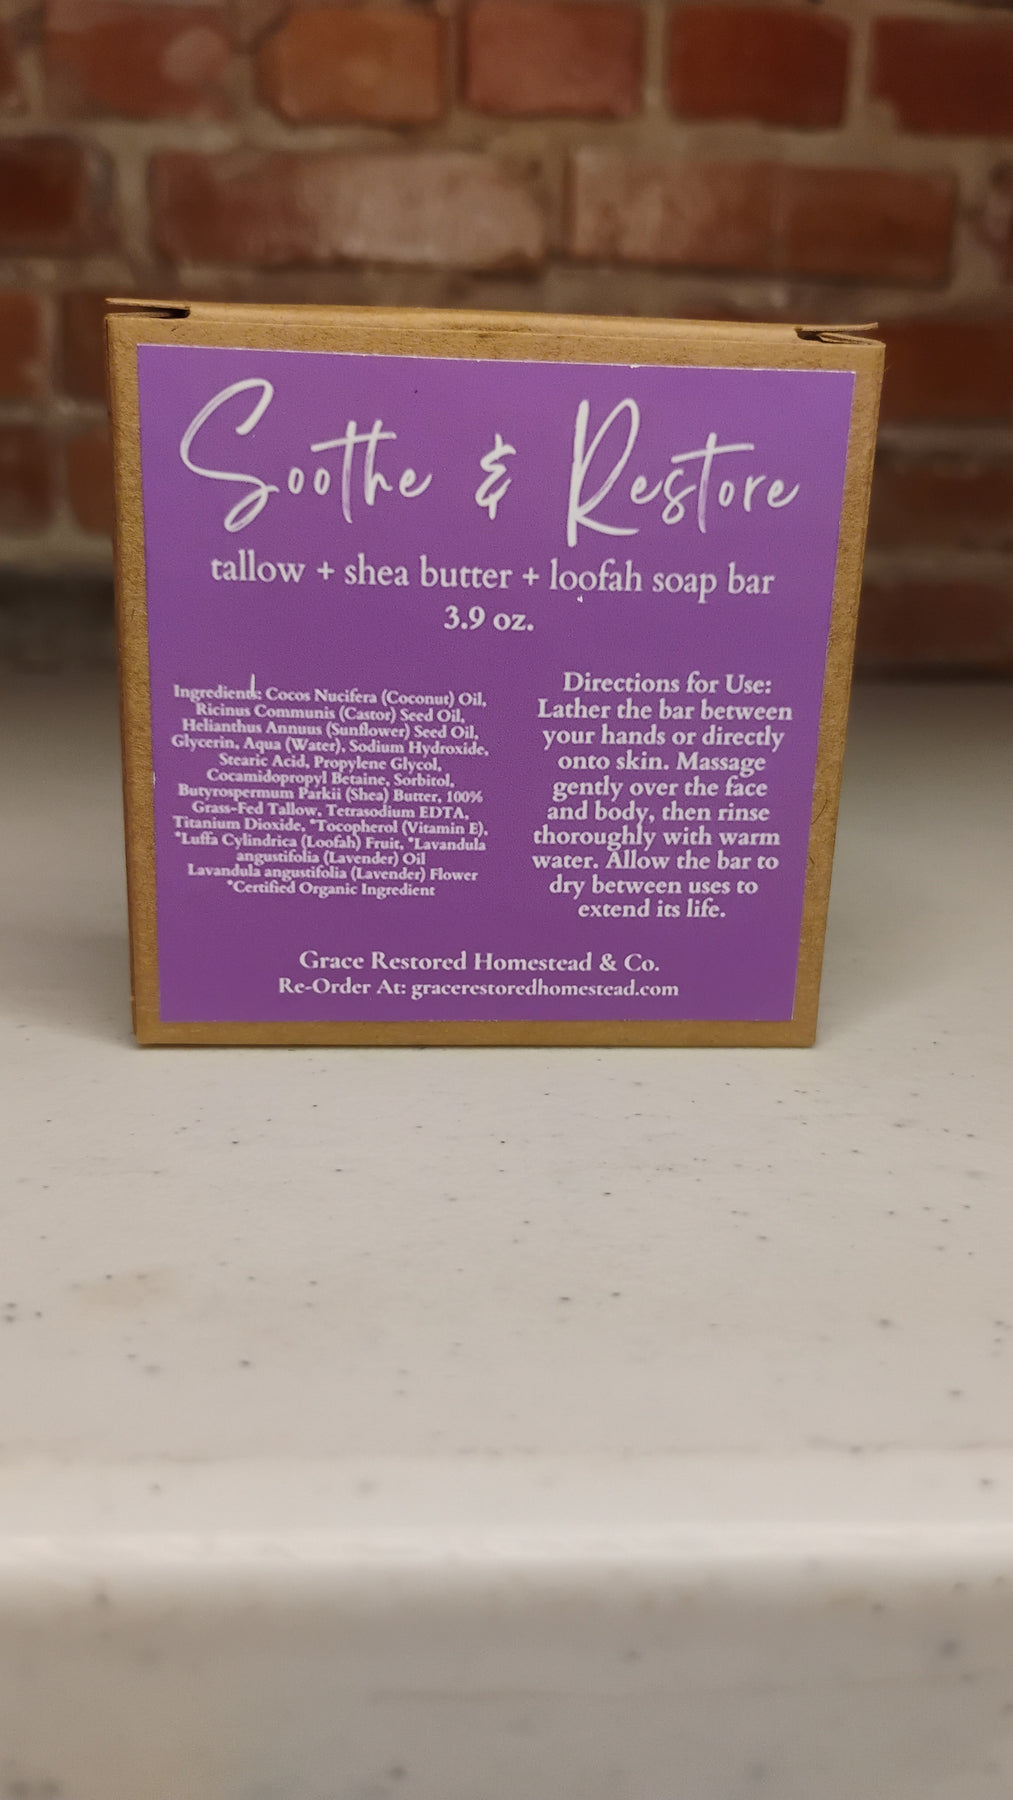 Soothe & Restore
tallow + shea butter + loofah soap bar
3.9 oz.
Ingredients: Cocos Nucifera (Coconut) Oil,
Ricinus Communis (Castor) Seed Oil,
Helianthus Annuus (Sunflower) Seed Oil,
Glycerin, Aqua (Water), Sodium Hydroxide,
Stearic Acid, Propylene Glycol,
Cocamidopropyl Betaine, Sorbitol,
Butyrospermum Parkii (Shea) Butter, 100%
Grass-Fed Tallow, Tetrasodium EDTA,
Titanium Dioxide, *Tocopherol (Vitamin E),
*Luffa Cylindrica (Loofah) Fruit, *Lavandula
angustifolia (Lavender) Oil
Lavandula angustifolia (Lavender) Flower
*Certified Organic Ingredient
Directions for Use:
Lather the bar between
your hands or directly
onto skin. Massage
gently over the face
and body, then rinse
thoroughly with warm
water. Allow the bar to
dry between uses to
extend its life.
Grace Restored Homestead & Co.
Re-Order At: gracerestoredhomestead.com